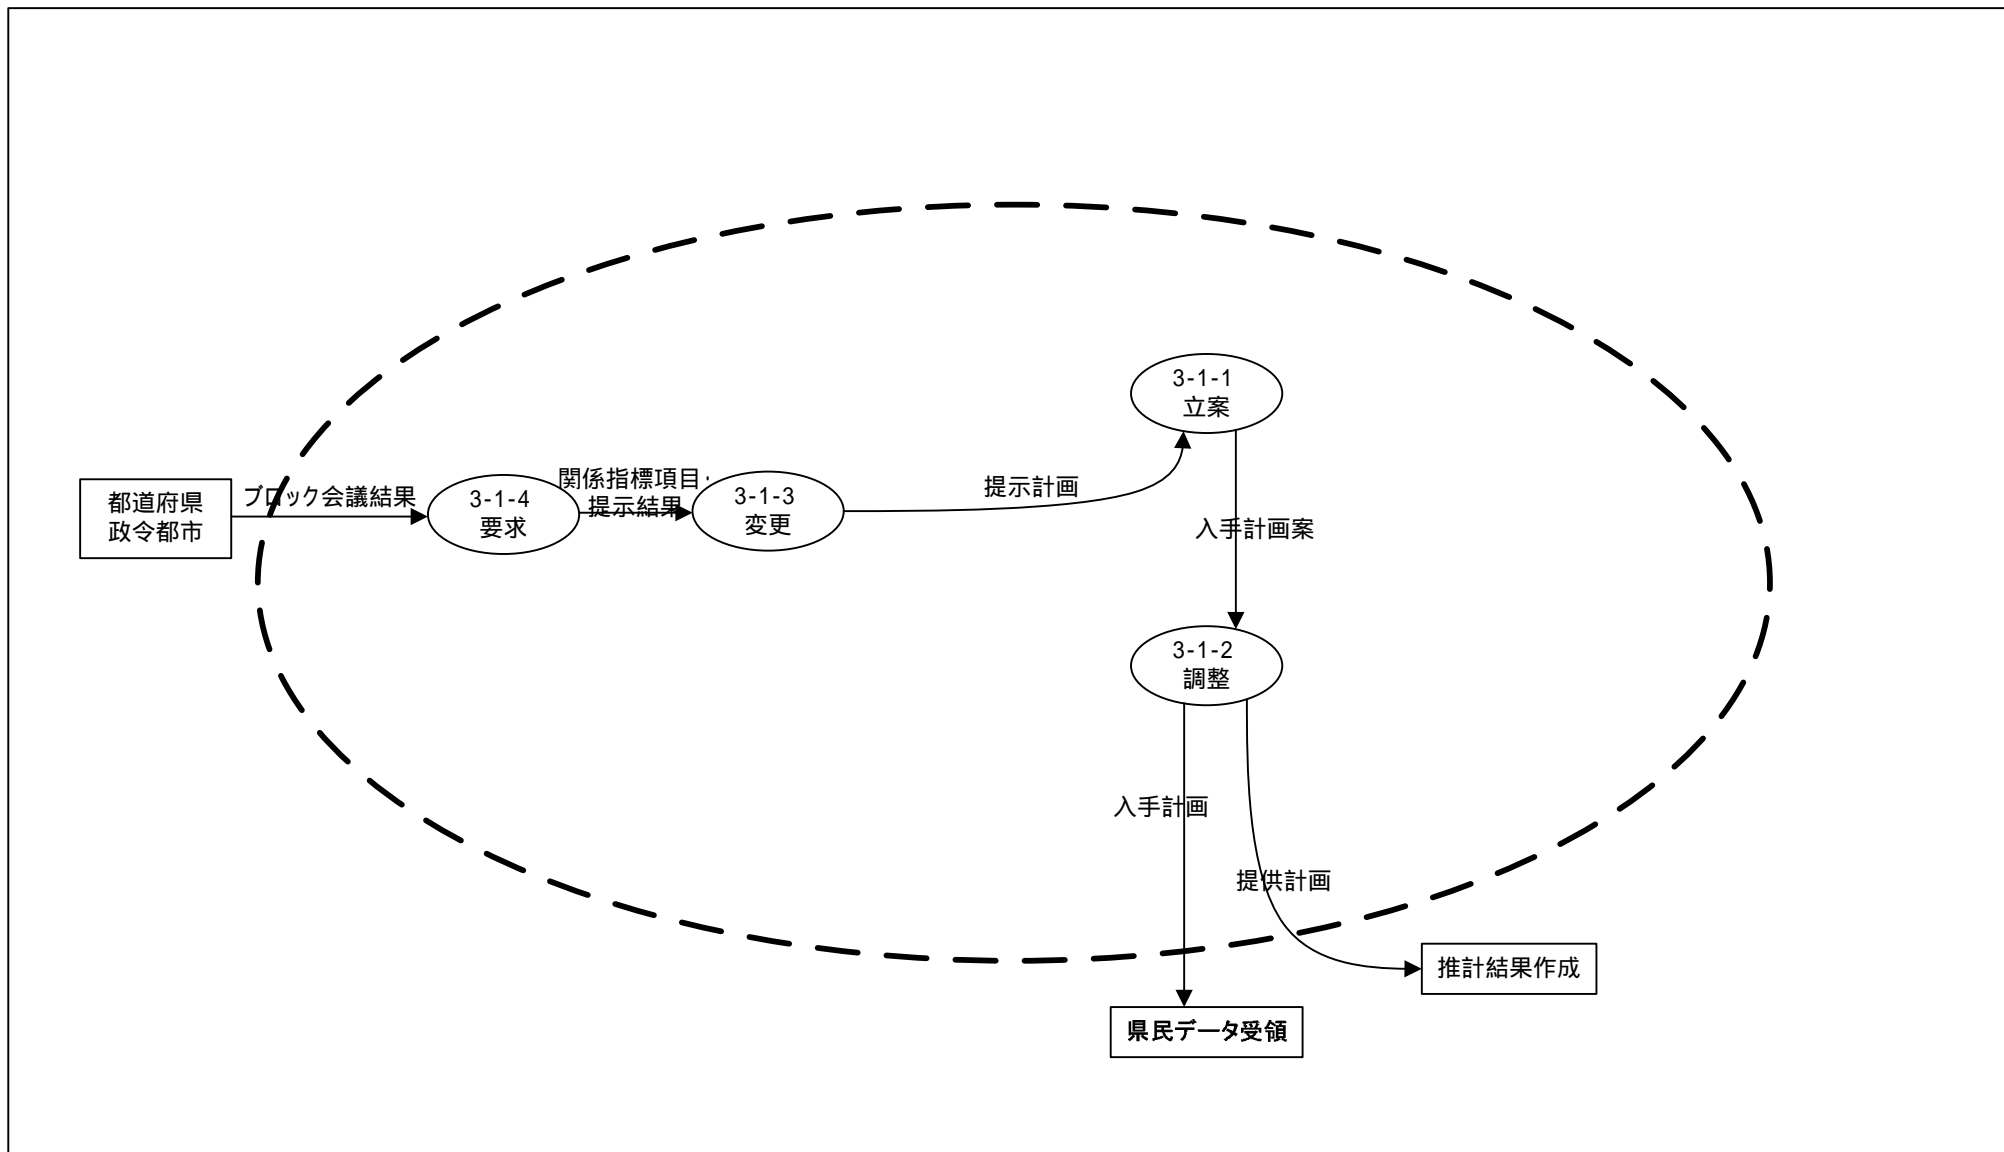 3-1-1
立案
都道府県
政令都市
ブロック会議結果
3-1-4
要求
関係指標項目・
提示結果
3-1-3
変更
提示計画
入手計画案
3-1-2
調整
入手計画
提供計画
推計結果作成
県民データ受領